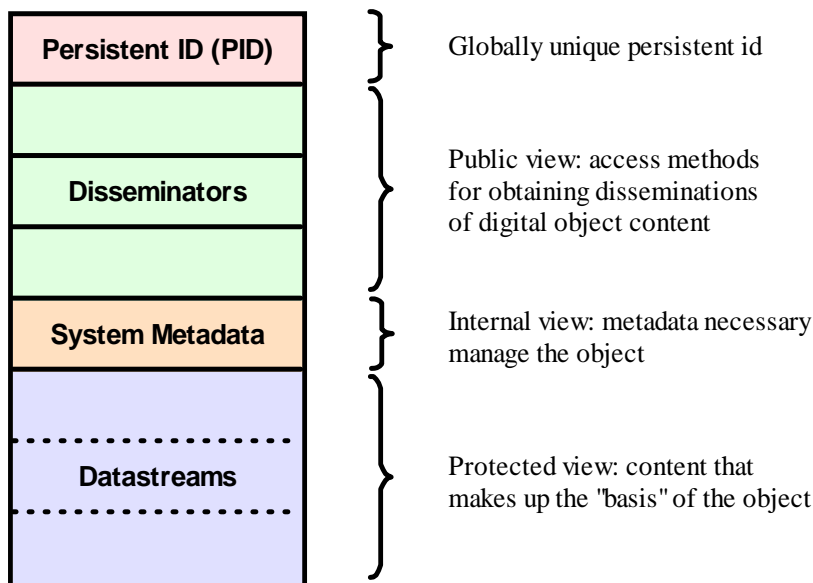 Persistent ID (PID)
Globally unique persistent id
Disseminators
Public view: access methods
for obtaining disseminations
of digital object content
System Metadata
Internal view: metadata necessary
manage the object
Datastreams
Protected view: content that
makes up the "basis" of the object